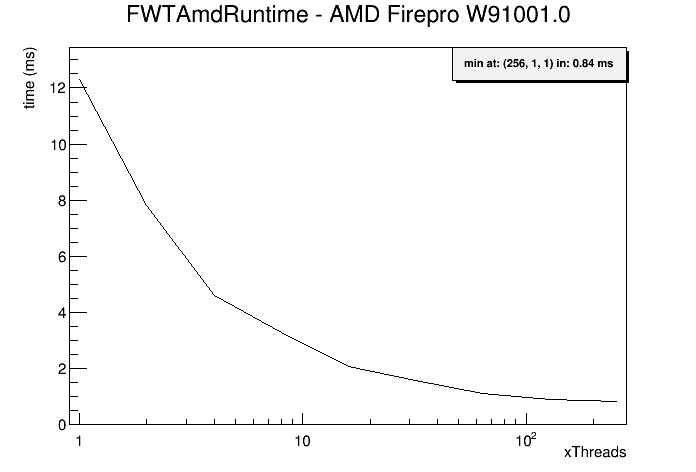 FWTAmdRuntime - AMD Firepro W91001.0
time (ms)
min at: (256, 1, 1) in: 0.84 ms
12
10
8
6
4
2
0
1 10 10²
xThreads